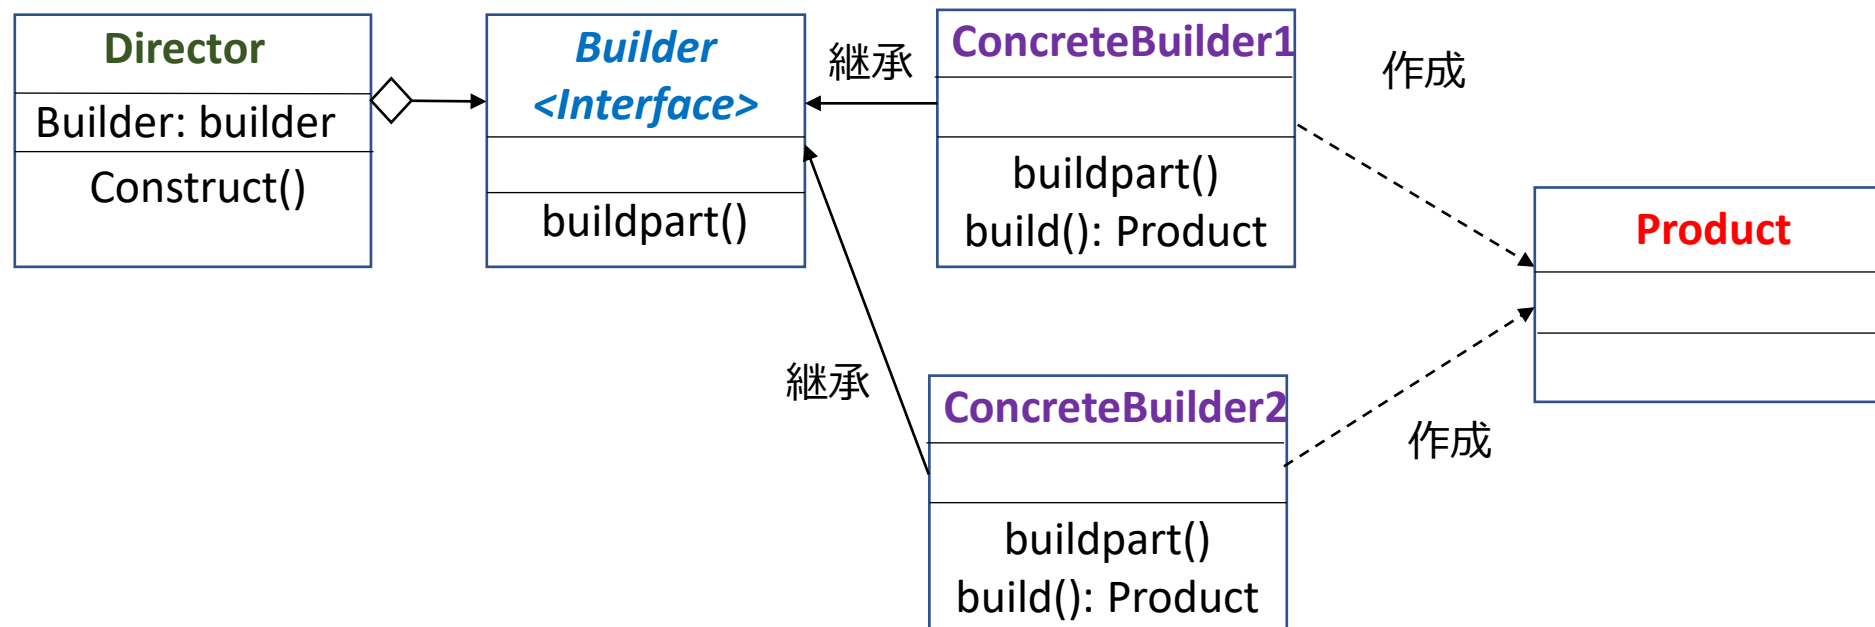 Director
Builder: builder
Construct()
Builder
<Interface>
buildpart()
継承
ConcreteBuilder1
buildpart()
build(): Product
作成
Product
継承
ConcreteBuilder2
buildpart()
build(): Product
作成